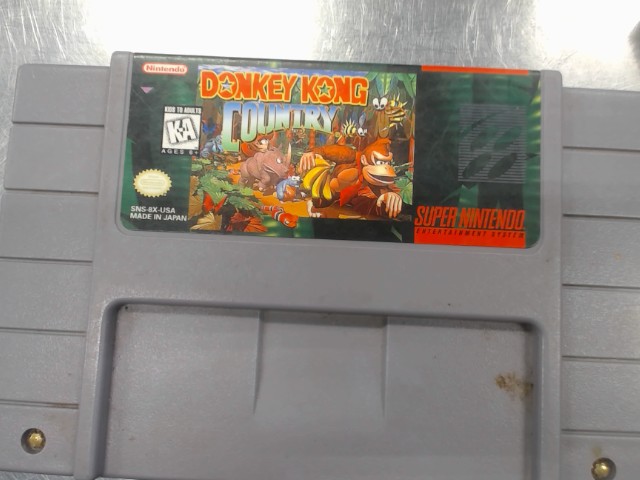 Nintendo
DONKEY KONG
COUNTRY
KIDS TO ADULTS
KA
AGES 6+
SNS-8X-USA
MADE IN JAPAN
SUPER NINTENDO
ENTERTAINMENT SYSTEM